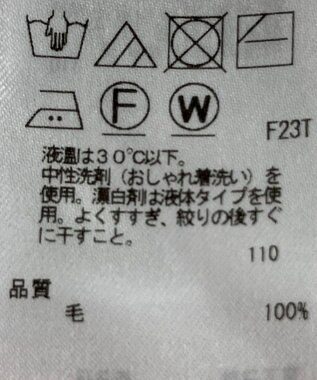 F W
F23T
液温は30℃以下。
中性洗剤（おしゃれ着洗い）を
使用。漂白剤は液体タイプを使
用。よくすすぎ、絞りの後すぐ
に干すこと。
110
品質
毛 100%